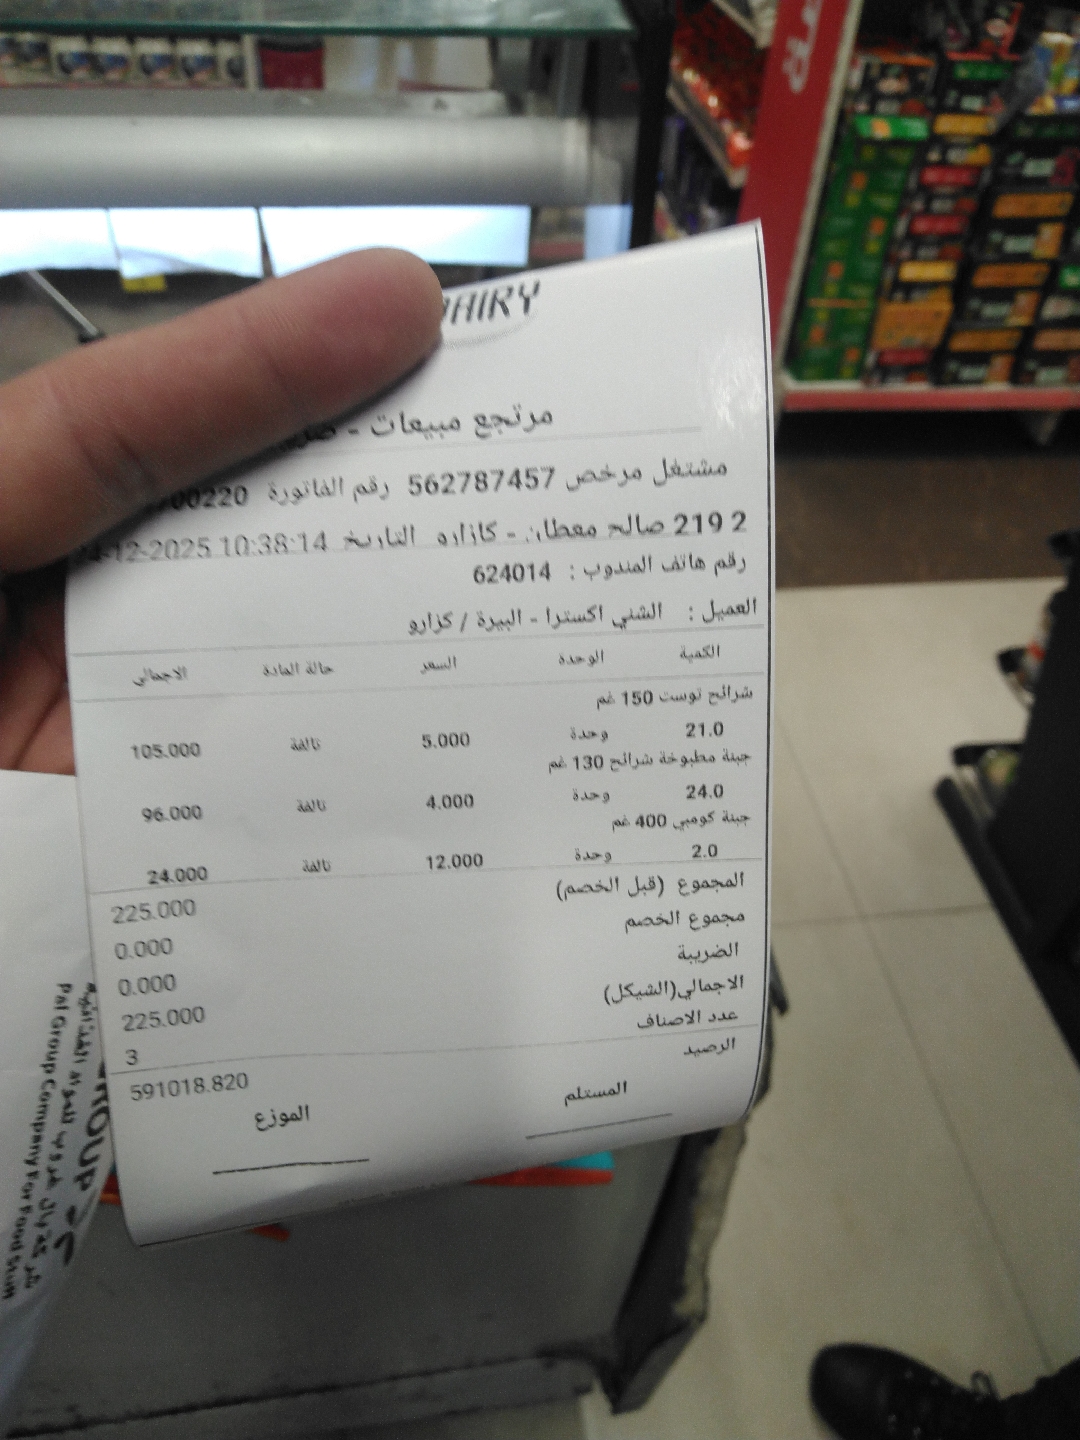 DAIRY
مرتجع مبيعات -
مشتغل مرخص 562787457 رقم الفاتورة
219 2 صالح معطان - كازاره التاريخ 24-12-2025 10:38:14
رقم هاتف المندوب : 624014
العميل : الشني اكسترا - البيرة / كزارو
الكمية الوحدة السعر حالة المادة الاجمالي
شرائح توست 150 غم
21.0 وحدة 5.000 تالفة 105.000
جبنة مطبوخة شرائح 130 غم
24.0 وحدة 4.000 تالفة 96.000
جبنة كومبي 400 غم
2.0 وحدة 12.000 تالفة 24.000
المجموع (قبل الخصم) 225.000
مجموع الخصم 0.000
الضريبة 0.000
الاجمالي(الشيكل) 225.000
عدد الاصناف 3
الرصيد 591018.820
المستلم الموزع
Pal Group Company For Food Stuff